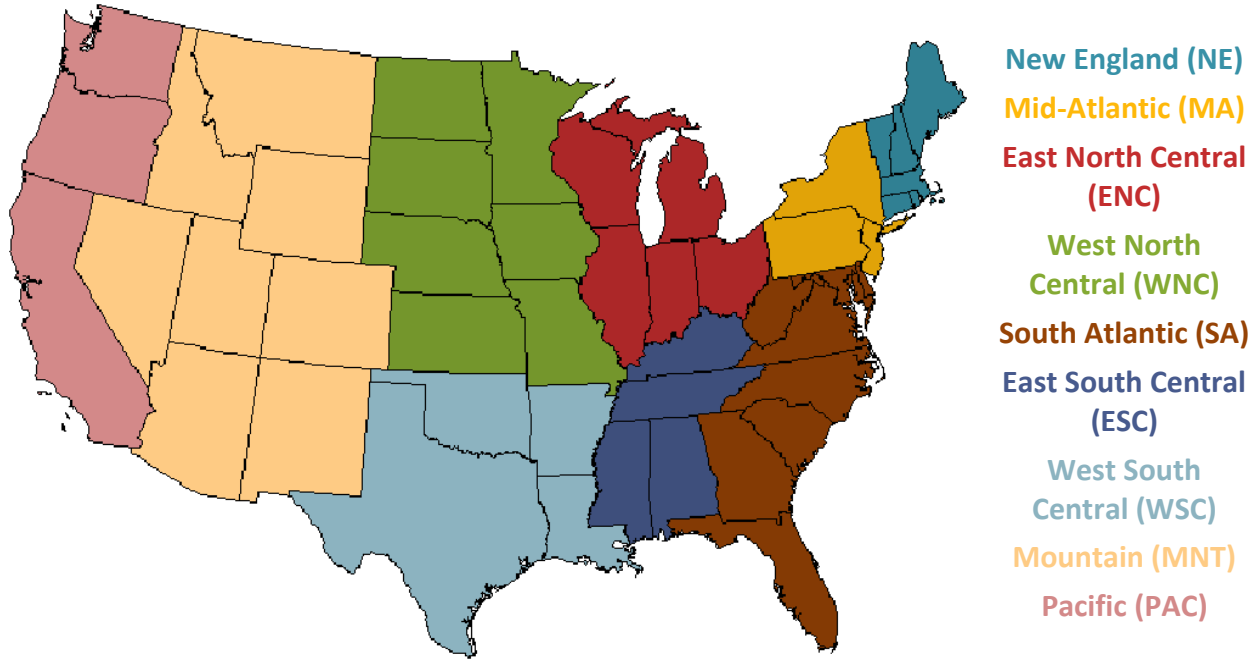 New England (NE)
Mid-Atlantic (MA)
East North Central
(ENC)
West North
Central (WNC)
South Atlantic (SA)
East South Central
(ESC)
West South
Central (WSC)
Mountain (MNT)
Pacific (PAC)